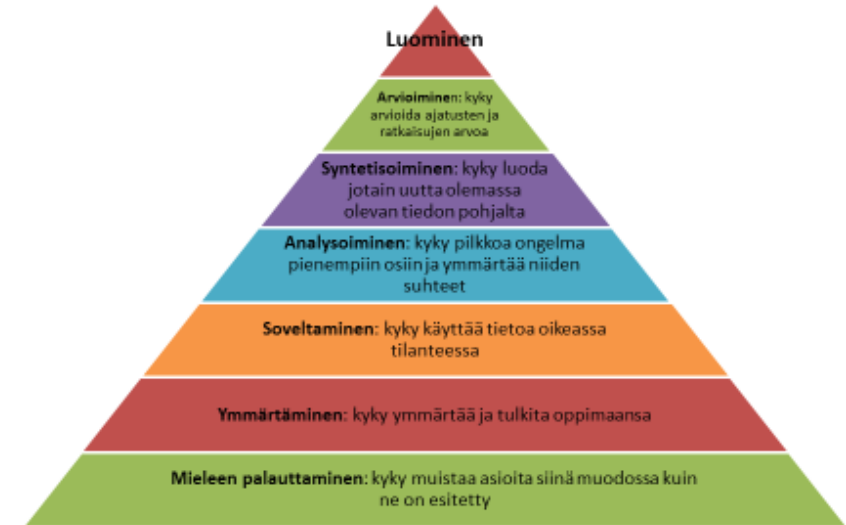 Luominen
Arvioiminen: kyky
arvioida ajatusten ja
ratkaisujen arvoa
Syntetisoiminen: kyky luoda
jotain uutta olemassa
olevan tiedon pohjalta
Analysoiminen: kyky pilkkoa ongelma
pienempiin osiin ja ymmärtää niiden
suhteet
Soveltaminen: kyky käyttää tietoa oikeassa
tilanteessa
Ymmärtäminen: kyky ymmärtää ja tulkita oppimaansa
Mieleen palauttaminen: kyky muistaa asioita siinä muodossa kuin
ne on esitetty